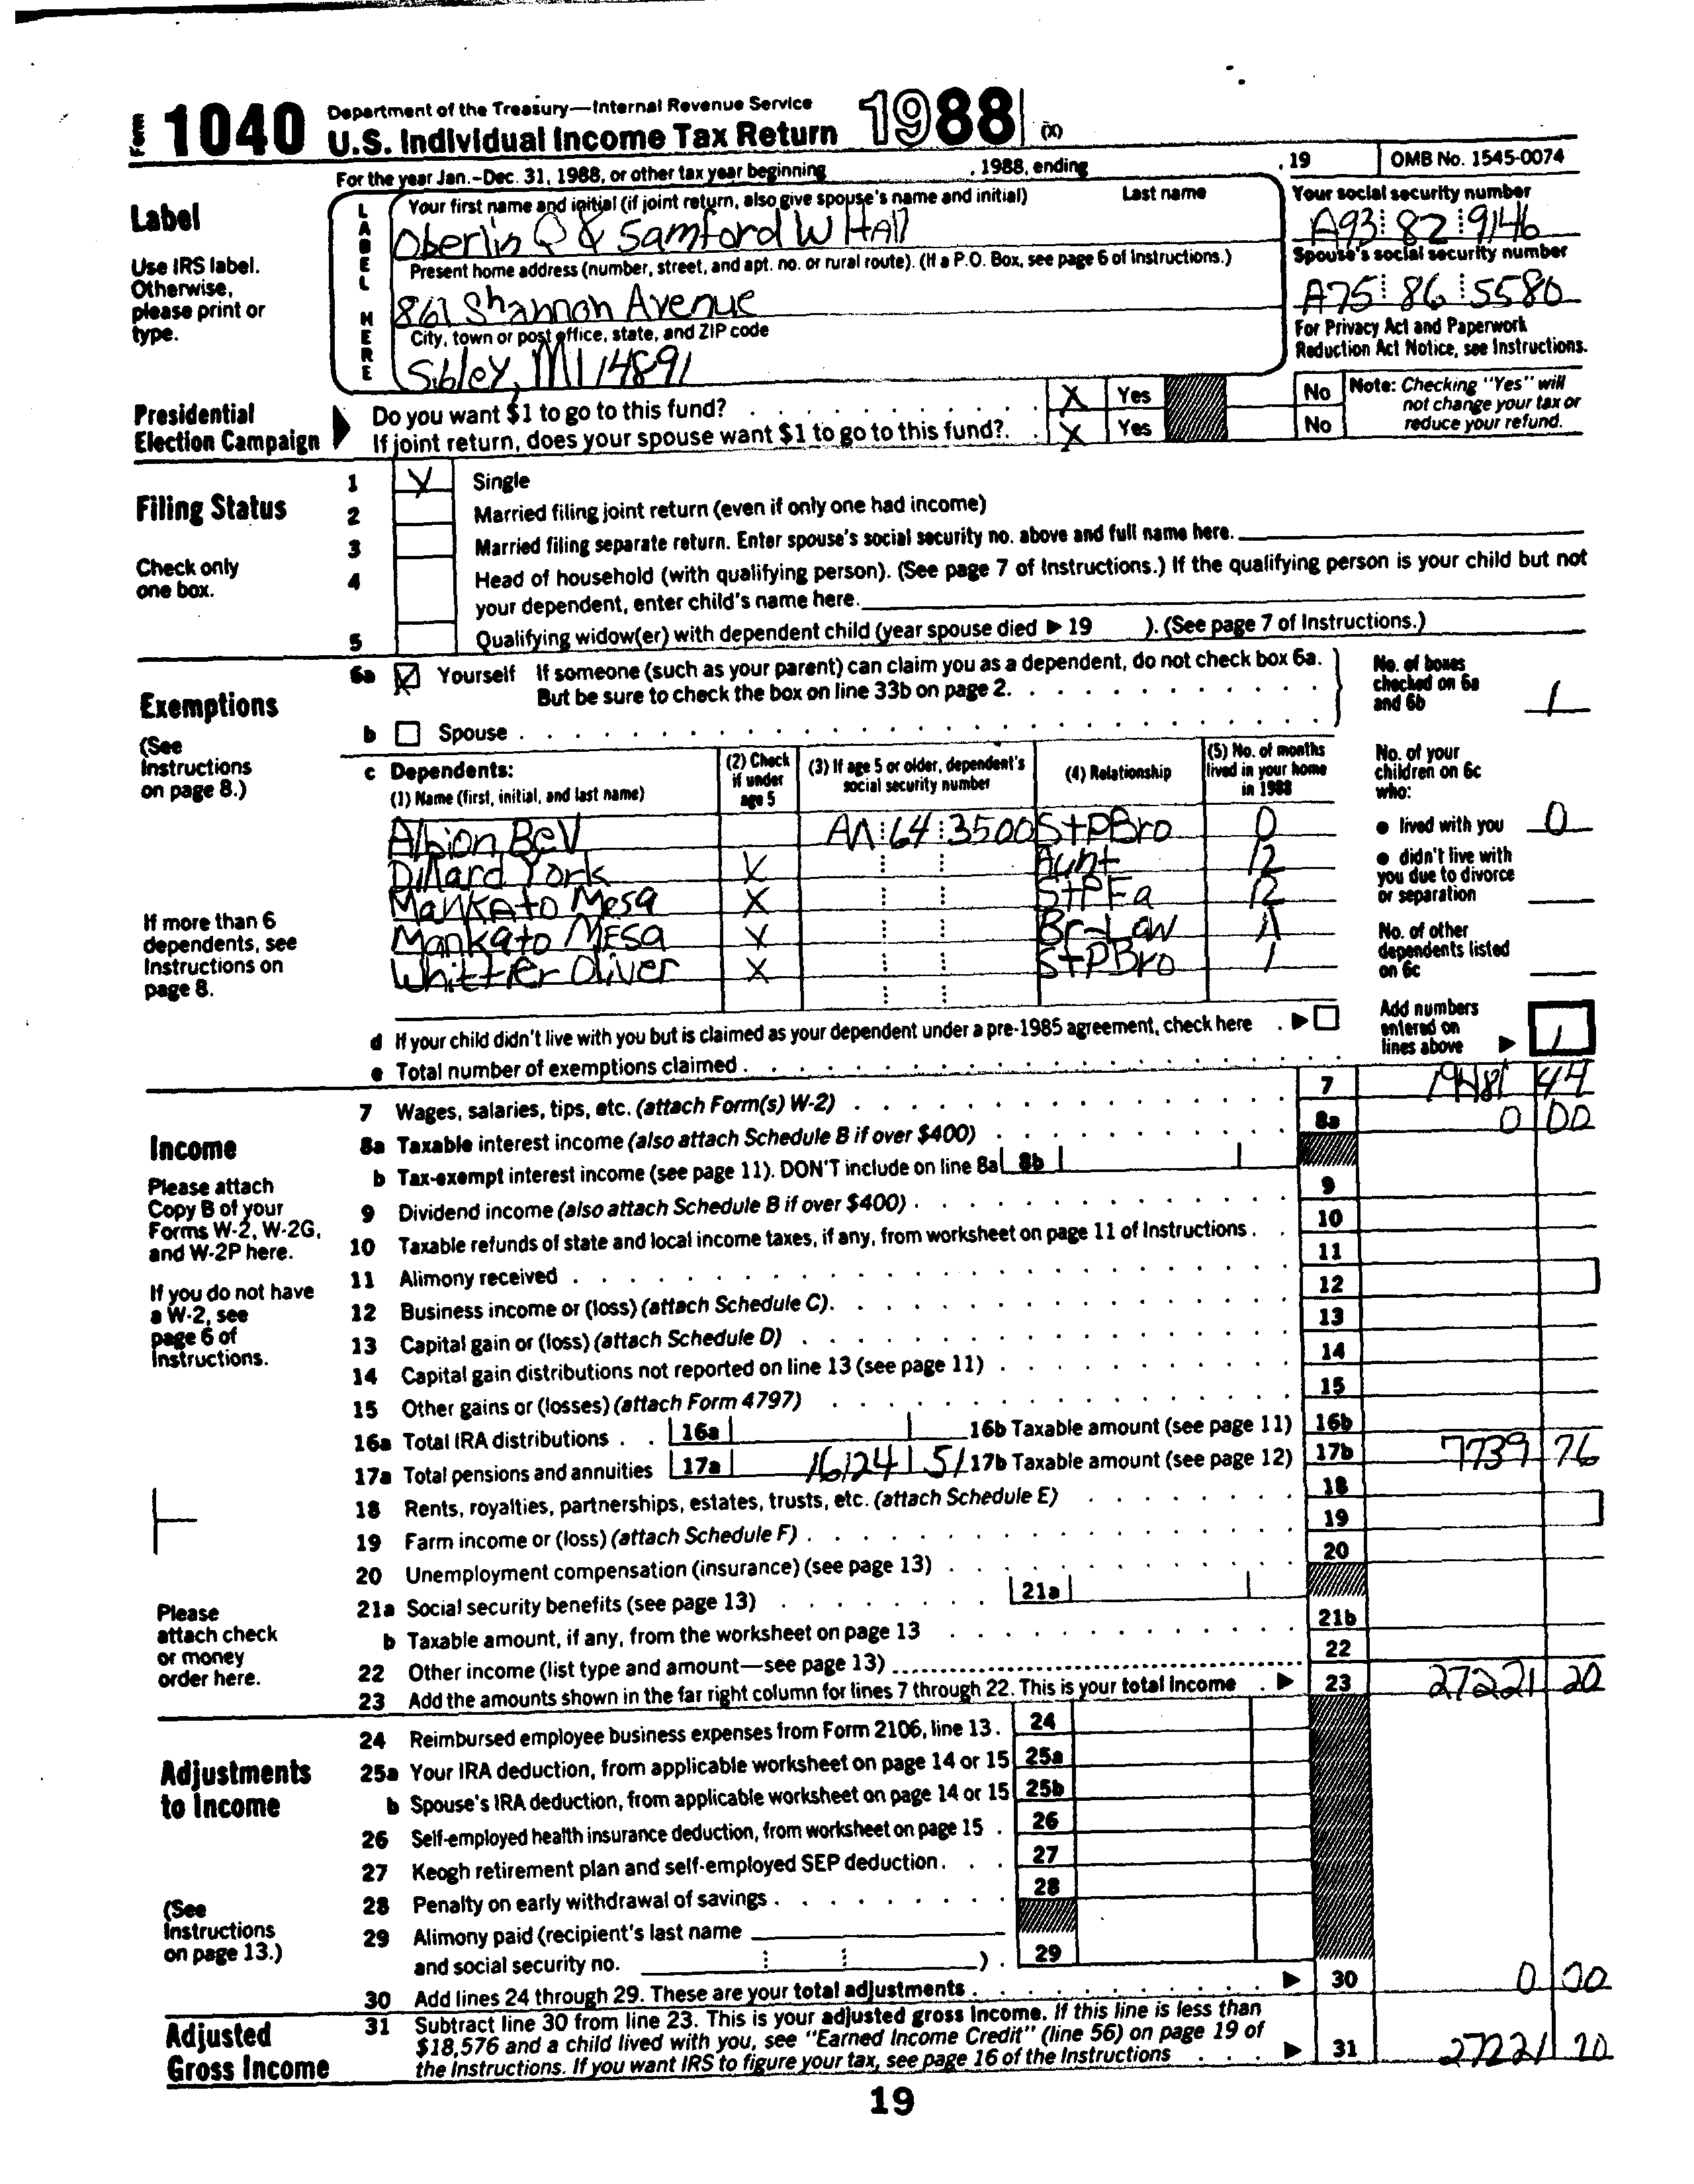 Form 1040 Department of the Treasury—Internal Revenue Service
U.S. Individual Income Tax Return 1988 (X)
For the year Jan.–Dec. 31, 1988, or other tax year beginning , 1988, ending , 19 OMB No. 1545-0074
Label
Use IRS label.
Otherwise,
please print or
type.
LABEL HERE
Your first name and initial (if joint return, also give spouse's name and initial) Last name
Oberlin Q & Samford W Hall
Your social security number
A93 82 9146
Present home address (number, street, and apt. no. or rural route). (If a P.O. Box, see page 6 of Instructions.)
861 Shannon Avenue
Spouse's social security number
A75 86 5580
City, town or post office, state, and ZIP code
Sibley, MI 14891
For Privacy Act and Paperwork
Reduction Act Notice, see Instructions.
Presidential
Election Campaign
Do you want $1 to go to this fund? X Yes No
If joint return, does your spouse want $1 to go to this fund? X Yes No
Note: Checking "Yes" will
not change your tax or
reduce your refund.
Filing Status
Check only
one box.
1 X Single
2 Married filing joint return (even if only one had income)
3 Married filing separate return. Enter spouse's social security no. above and full name here.
4 Head of household (with qualifying person). (See page 7 of Instructions.) If the qualifying person is your child but not
your dependent, enter child's name here.
5 Qualifying widow(er) with dependent child (year spouse died ▶ 19 ). (See page 7 of Instructions.)
Exemptions
(See
Instructions
on page 8.)
If more than 6
dependents, see
Instructions on
page 8.
6a X Yourself If someone (such as your parent) can claim you as a dependent, do not check box 6a.
But be sure to check the box on line 33b on page 2.
b Spouse
No. of boxes
checked on 6a
and 6b 1
c Dependents:
(1) Name (first, initial, and last name)
(2) Check
if under
age 5
(3) If age 5 or older, dependent's
social security number
(4) Relationship
(5) No. of months
lived in your home
in 1988
Albion Bev 64 3500 StPBro 0
Dillard York X Aunt 12
Mankato Mesa X StPFa 12
Mankato Mesa X Br-Law 11
Whittier Oliver X StPBro 1
No. of your
children on 6c
who:
● lived with you 0
● didn't live with
you due to divorce
or separation
No. of other
dependents listed
on 6c
Add numbers
entered on
lines above ▶ 1
d If your child didn't live with you but is claimed as your dependent under a pre-1985 agreement, check here ▶
e Total number of exemptions claimed
Income
Please attach
Copy B of your
Forms W-2, W-2G,
and W-2P here.
If you do not have
a W-2, see
page 6 of
Instructions.
Please
attach check
or money
order here.
7 Wages, salaries, tips, etc. (attach Form(s) W-2) 7 19481 44
8a Taxable interest income (also attach Schedule B if over $400) 8a 0 00
b Tax-exempt interest income (see page 11). DON'T include on line 8a 8b
9 Dividend income (also attach Schedule B if over $400) 9
10 Taxable refunds of state and local income taxes, if any, from worksheet on page 11 of Instructions 10
11 Alimony received 11
12 Business income or (loss) (attach Schedule C) 12
13 Capital gain or (loss) (attach Schedule D) 13
14 Capital gain distributions not reported on line 13 (see page 11) 14
15 Other gains or (losses) (attach Form 4797) 15
16a Total IRA distributions 16a 16b Taxable amount (see page 11) 16b
17a Total pensions and annuities 17a 16124 51 17b Taxable amount (see page 12) 17b 7739 76
18 Rents, royalties, partnerships, estates, trusts, etc. (attach Schedule E) 18
19 Farm income or (loss) (attach Schedule F) 19
20 Unemployment compensation (insurance) (see page 13) 20
21a Social security benefits (see page 13) 21a
b Taxable amount, if any, from the worksheet on page 13 21b
22 Other income (list type and amount—see page 13) 22
23 Add the amounts shown in the far right column for lines 7 through 22. This is your total income ▶ 23 27221 20
Adjustments
to Income
(See
Instructions
on page 13.)
24 Reimbursed employee business expenses from Form 2106, line 13. 24
25a Your IRA deduction, from applicable worksheet on page 14 or 15 25a
b Spouse's IRA deduction, from applicable worksheet on page 14 or 15 25b
26 Self-employed health insurance deduction, from worksheet on page 15 26
27 Keogh retirement plan and self-employed SEP deduction 27
28 Penalty on early withdrawal of savings 28
29 Alimony paid (recipient's last name
and social security no. ) 29
30 Add lines 24 through 29. These are your total adjustments ▶ 30 0 00
Adjusted
Gross Income
31 Subtract line 30 from line 23. This is your adjusted gross income. If this line is less than
$18,576 and a child lived with you, see "Earned Income Credit" (line 56) on page 19 of
the Instructions. If you want IRS to figure your tax, see page 16 of the Instructions ▶ 31 27221 20
19